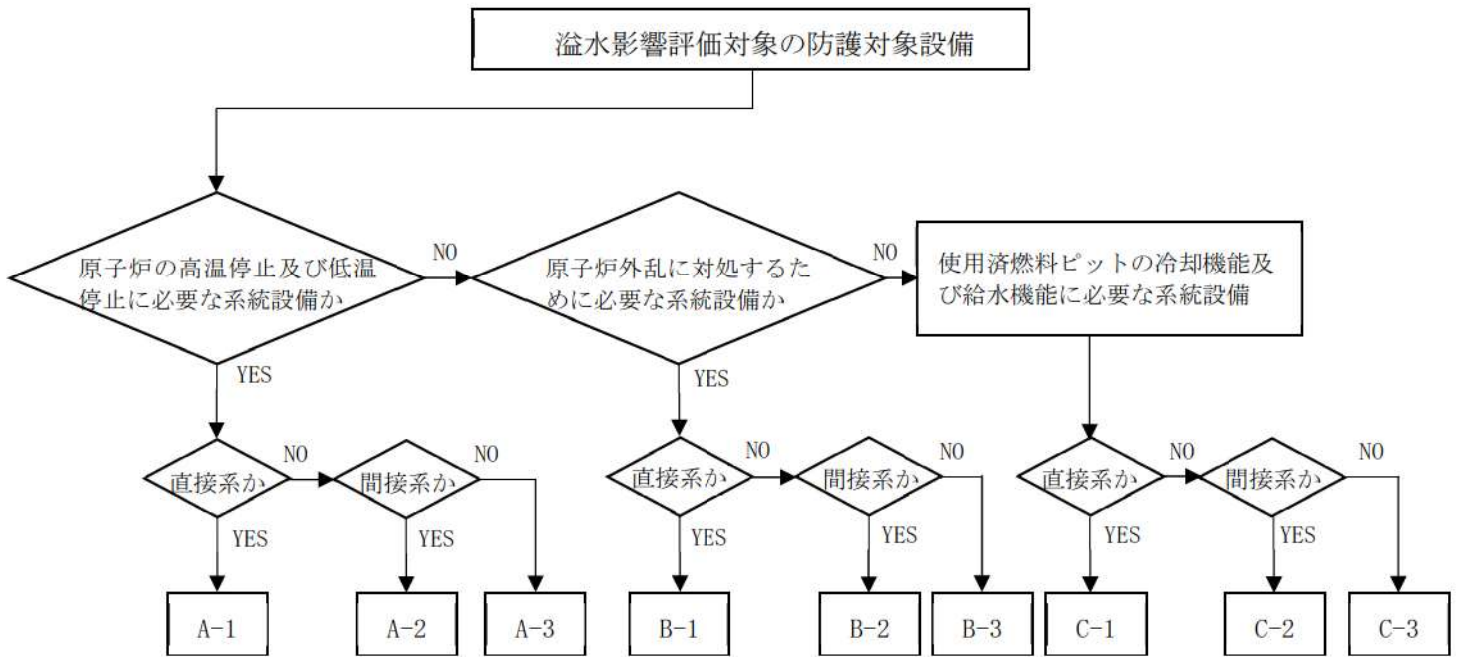 溢水影響評価対象の防護対象設備
原子炉の高温停止及び低温
停止に必要な系統設備か
NO
原子炉外乱に対処するた
めに必要な系統設備か
NO
使用済燃料ピットの冷却機能及
び給水機能に必要な系統設備
YES
YES
直接系か
NO
間接系か
NO
直接系か
NO
間接系か
NO
直接系か
NO
間接系か
NO
YES
YES
YES
YES
YES
YES
A-1
A-2
A-3
B-1
B-2
B-3
C-1
C-2
C-3